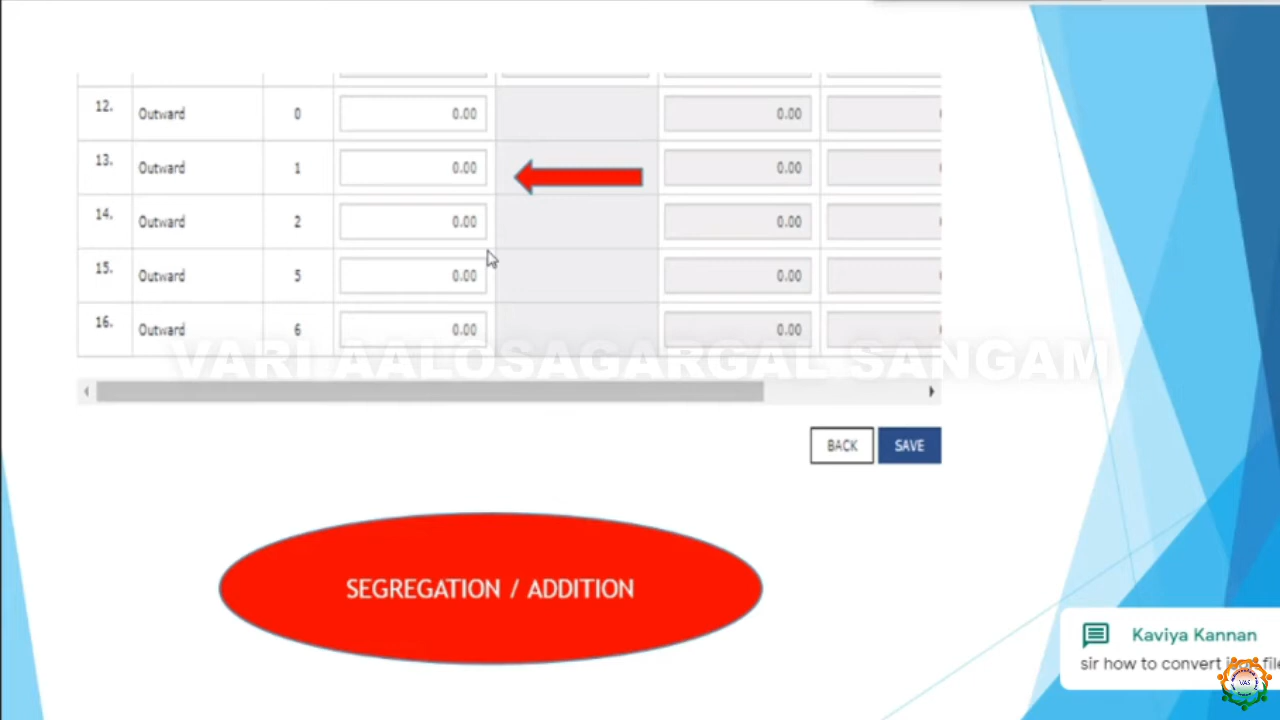 12. Outward 0 0.00 0.00
13. Outward 1 0.00 0.00
14. Outward 2 0.00 0.00
15. Outward 5 0.00 0.00
16. Outward 6 0.00 0.00
VARI AALOSAGARGAL SANGAM
BACK SAVE
SEGREGATION / ADDITION
Kaviya Kannan
sir how to convert
VAS